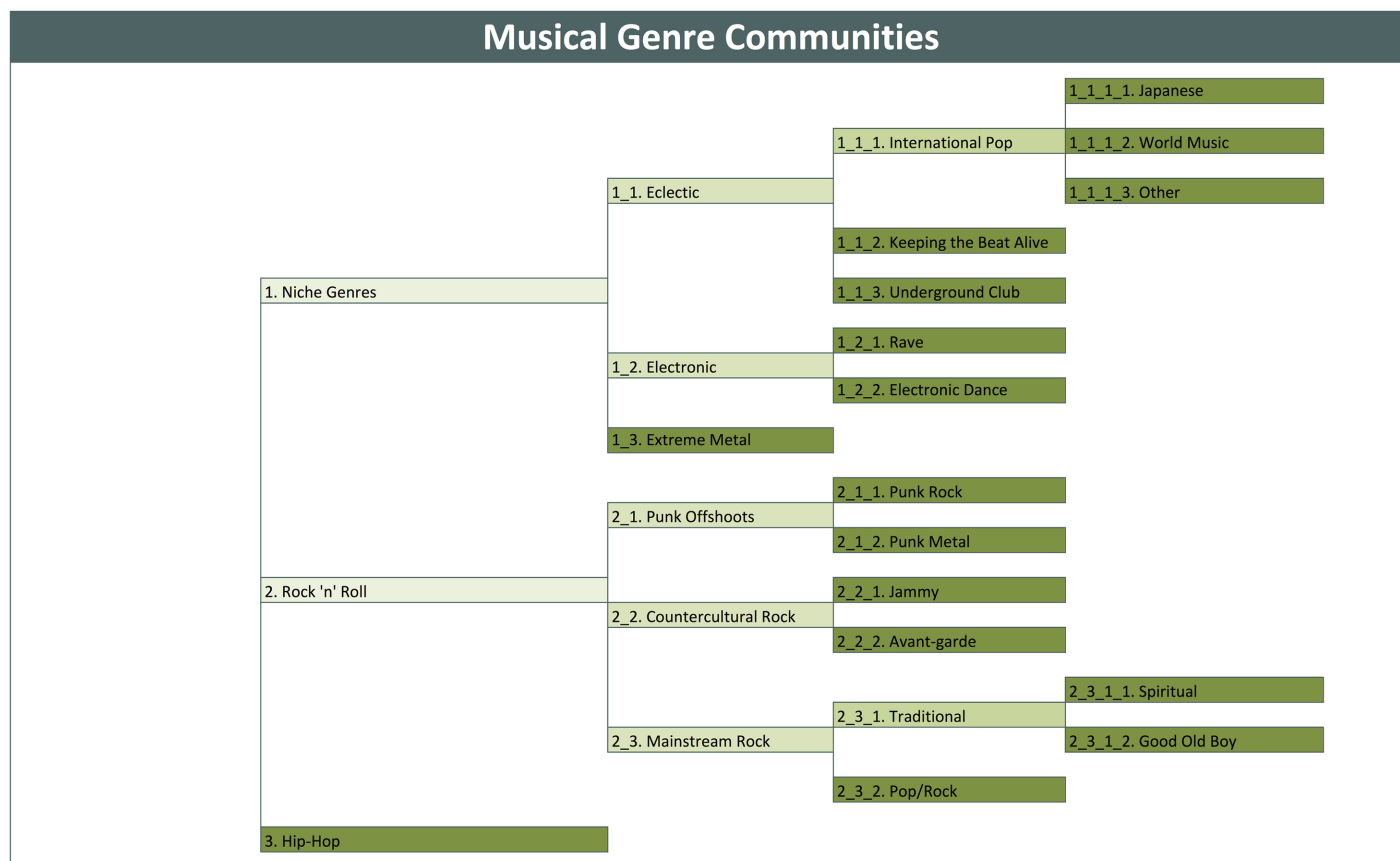 Musical Genre Communities
1_1_1_1. Japanese
1_1_1. International Pop
1_1_1_2. World Music
1_1. Eclectic
1_1_1_3. Other
1_1_2. Keeping the Beat Alive
1. Niche Genres
1_1_3. Underground Club
1_2_1. Rave
1_2. Electronic
1_2_2. Electronic Dance
1_3. Extreme Metal
2_1_1. Punk Rock
2_1. Punk Offshoots
2_1_2. Punk Metal
2. Rock 'n' Roll
2_2_1. Jammy
2_2. Countercultural Rock
2_2_2. Avant-garde
2_3_1_1. Spiritual
2_3_1. Traditional
2_3. Mainstream Rock
2_3_1_2. Good Old Boy
2_3_2. Pop/Rock
3. Hip-Hop